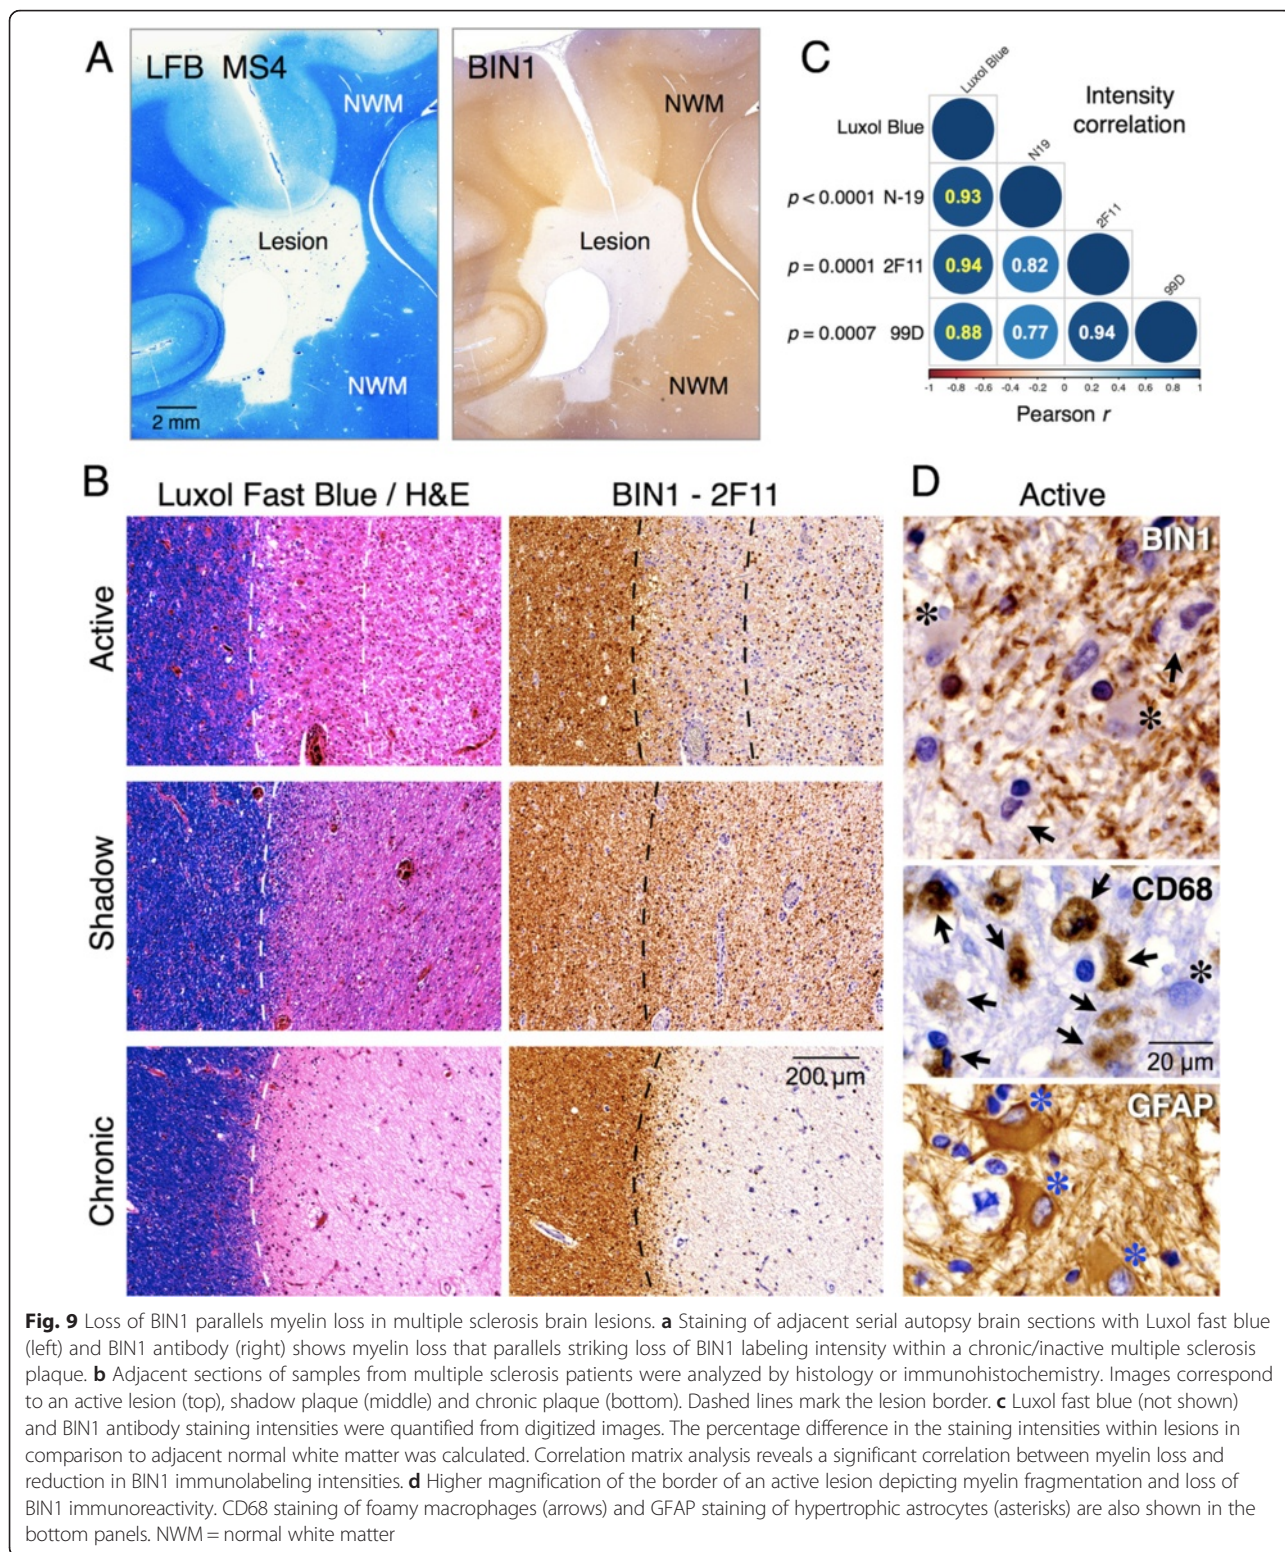 A
LFB MS4
NWM
Lesion
NWM
2 mm
BIN1
NWM
Lesion
NWM
C
Intensity
correlation
Luxol Blue
N19
2F11
99D
Luxol Blue
p < 0.0001 N-19 0.93
p = 0.0001 2F11 0.94 0.82
p = 0.0007 99D 0.88 0.77 0.94
-1 -0.8 -0.6 -0.4 -0.2 0 0.2 0.4 0.6 0.8 1
Pearson r
B
Luxol Fast Blue / H&E
BIN1 - 2F11
Active
Shadow
Chronic
200 µm
D
Active
BIN1
*
*
CD68
*
20 µm
GFAP
*
*
*
Fig. 9 Loss of BIN1 parallels myelin loss in multiple sclerosis brain lesions. a Staining of adjacent serial autopsy brain sections with Luxol fast blue
(left) and BIN1 antibody (right) shows myelin loss that parallels striking loss of BIN1 labeling intensity within a chronic/inactive multiple sclerosis
plaque. b Adjacent sections of samples from multiple sclerosis patients were analyzed by histology or immunohistochemistry. Images correspond
to an active lesion (top), shadow plaque (middle) and chronic plaque (bottom). Dashed lines mark the lesion border. c Luxol fast blue (not shown)
and BIN1 antibody staining intensities were quantified from digitized images. The percentage difference in the staining intensities within lesions in
comparison to adjacent normal white matter was calculated. Correlation matrix analysis reveals a significant correlation between myelin loss and
reduction in BIN1 immunolabeling intensities. d Higher magnification of the border of an active lesion depicting myelin fragmentation and loss of
BIN1 immunoreactivity. CD68 staining of foamy macrophages (arrows) and GFAP staining of hypertrophic astrocytes (asterisks) are also shown in the
bottom panels. NWM = normal white matter